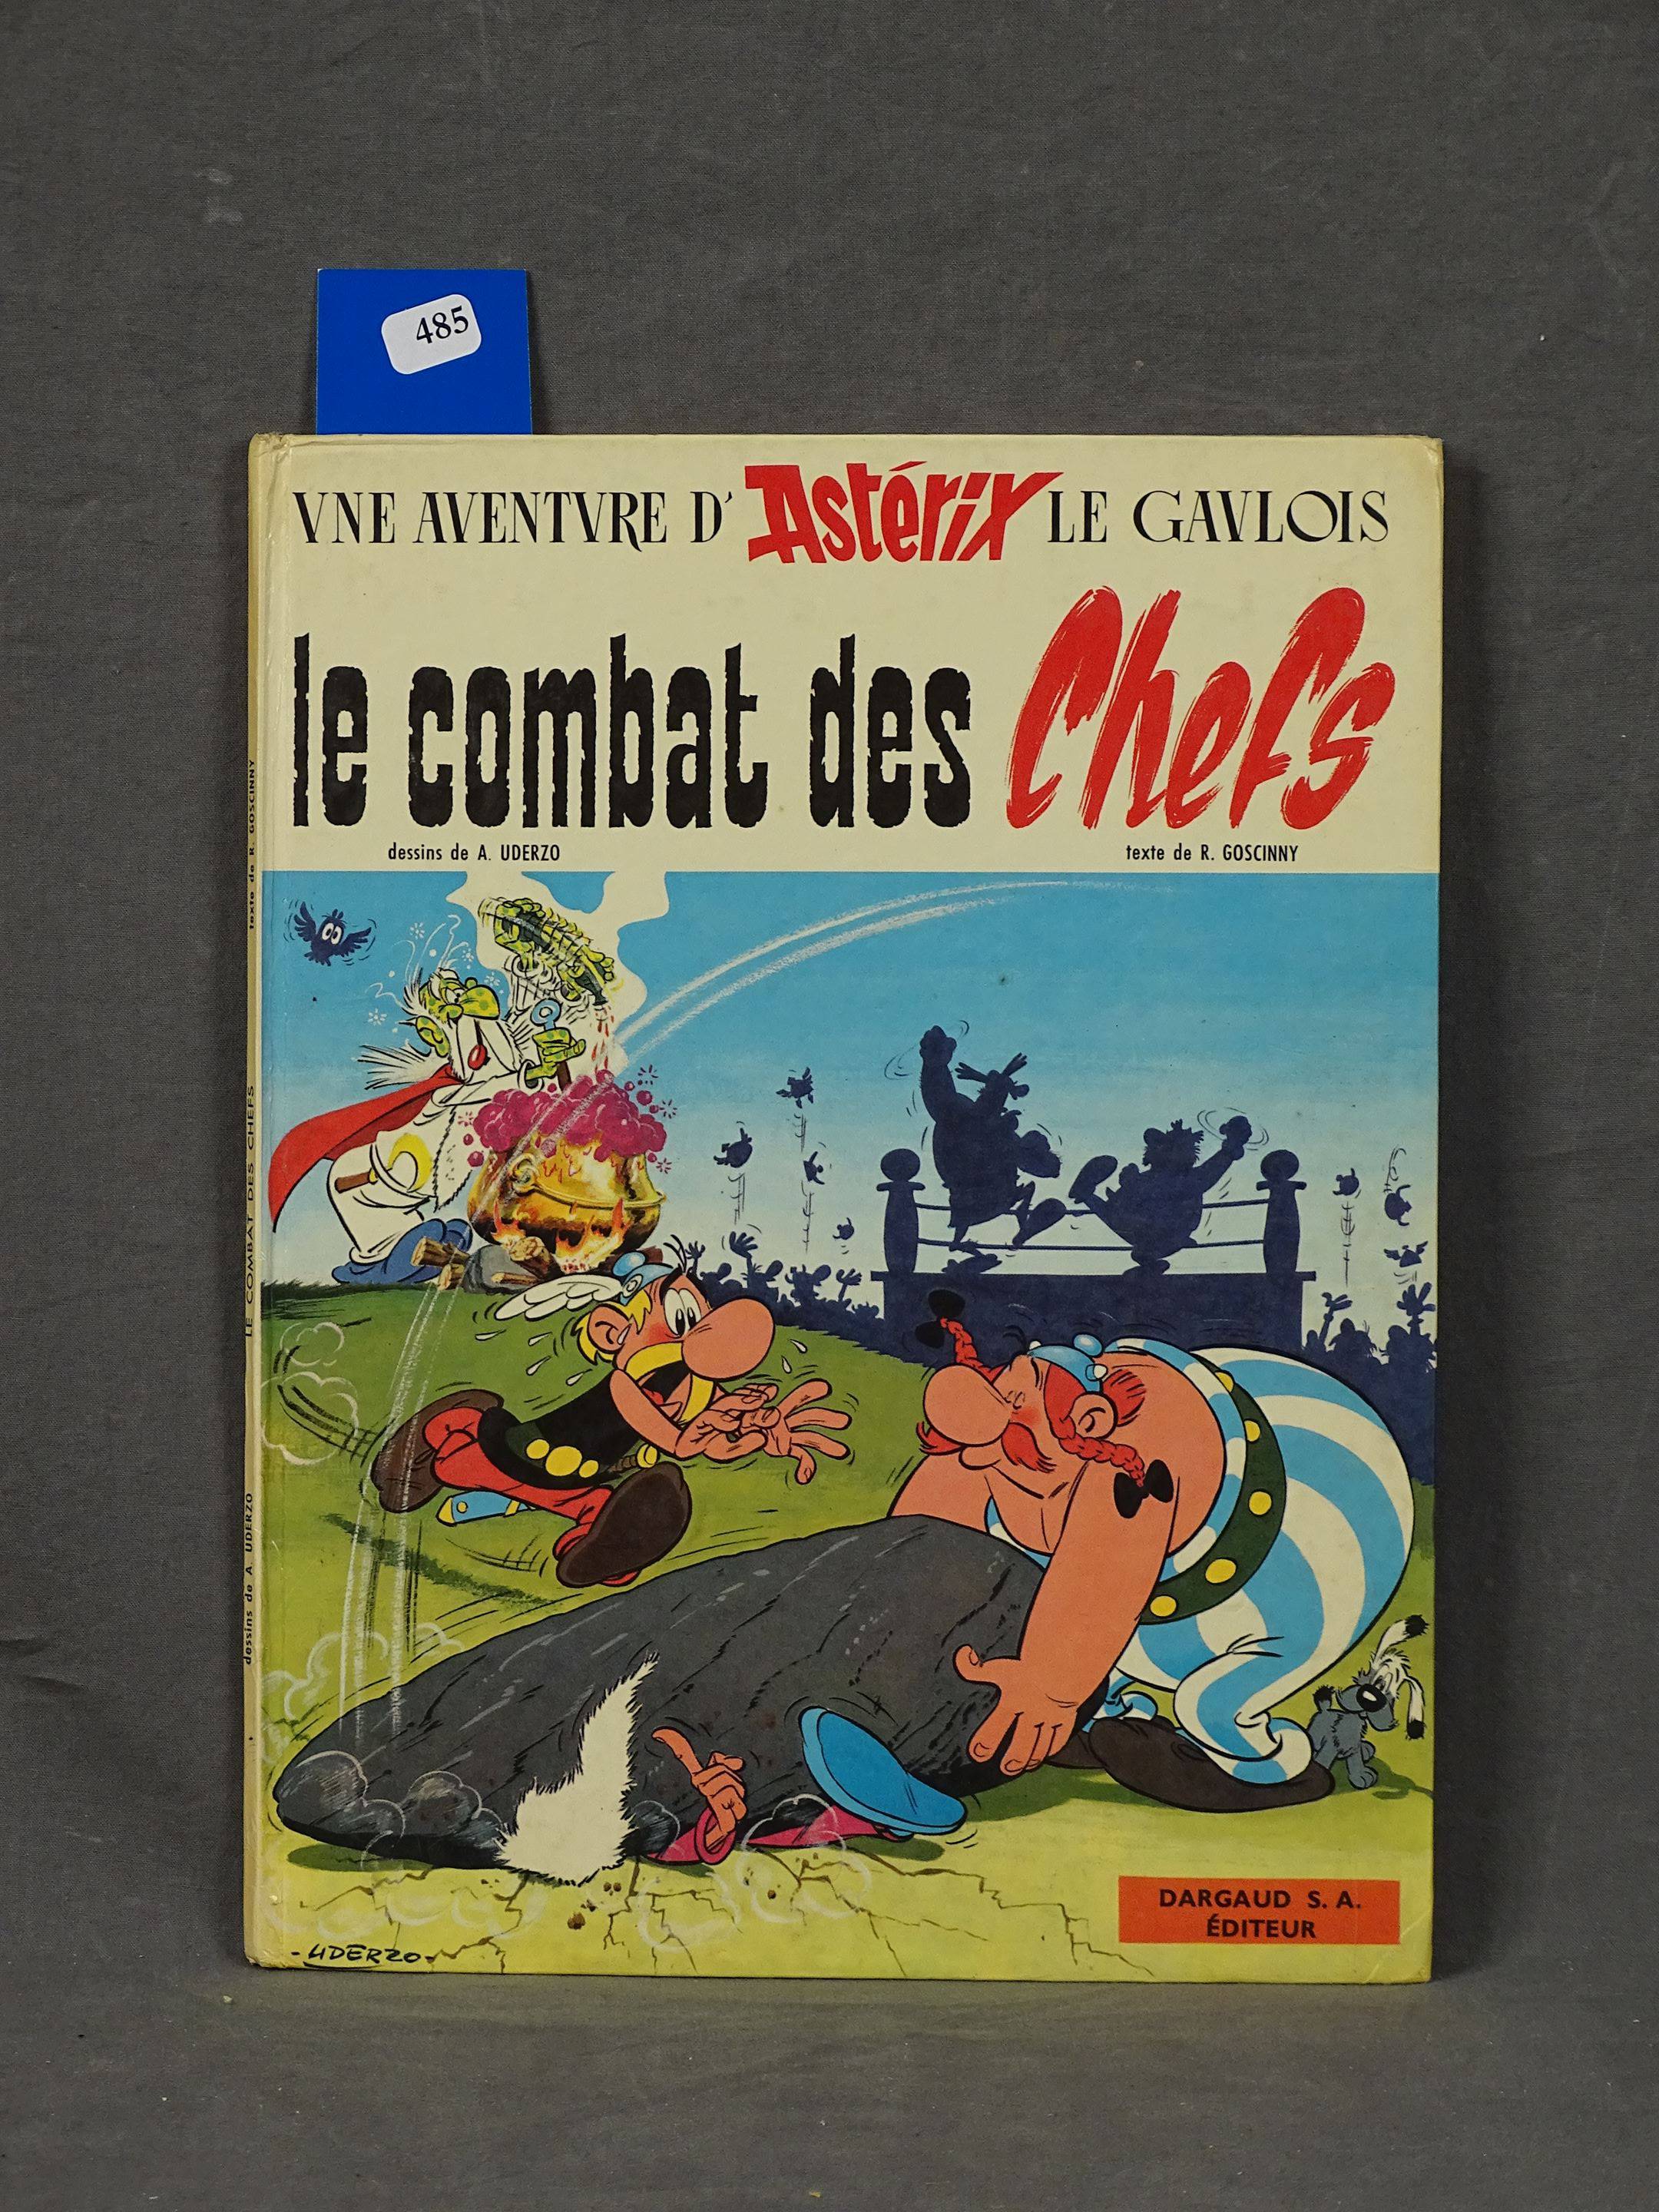 485
VNE AVENTVRE D'Astérix LE GAVLOIS
le combat des Chefs
dessins de A. UDERZO
texte de R. GOSCINNY
texte de R. GOSCINNY
LE COMBAT DES CHEFS
dessins de A. UDERZO
DARGAUD S. A.
ÉDITEUR
- UDERZO -